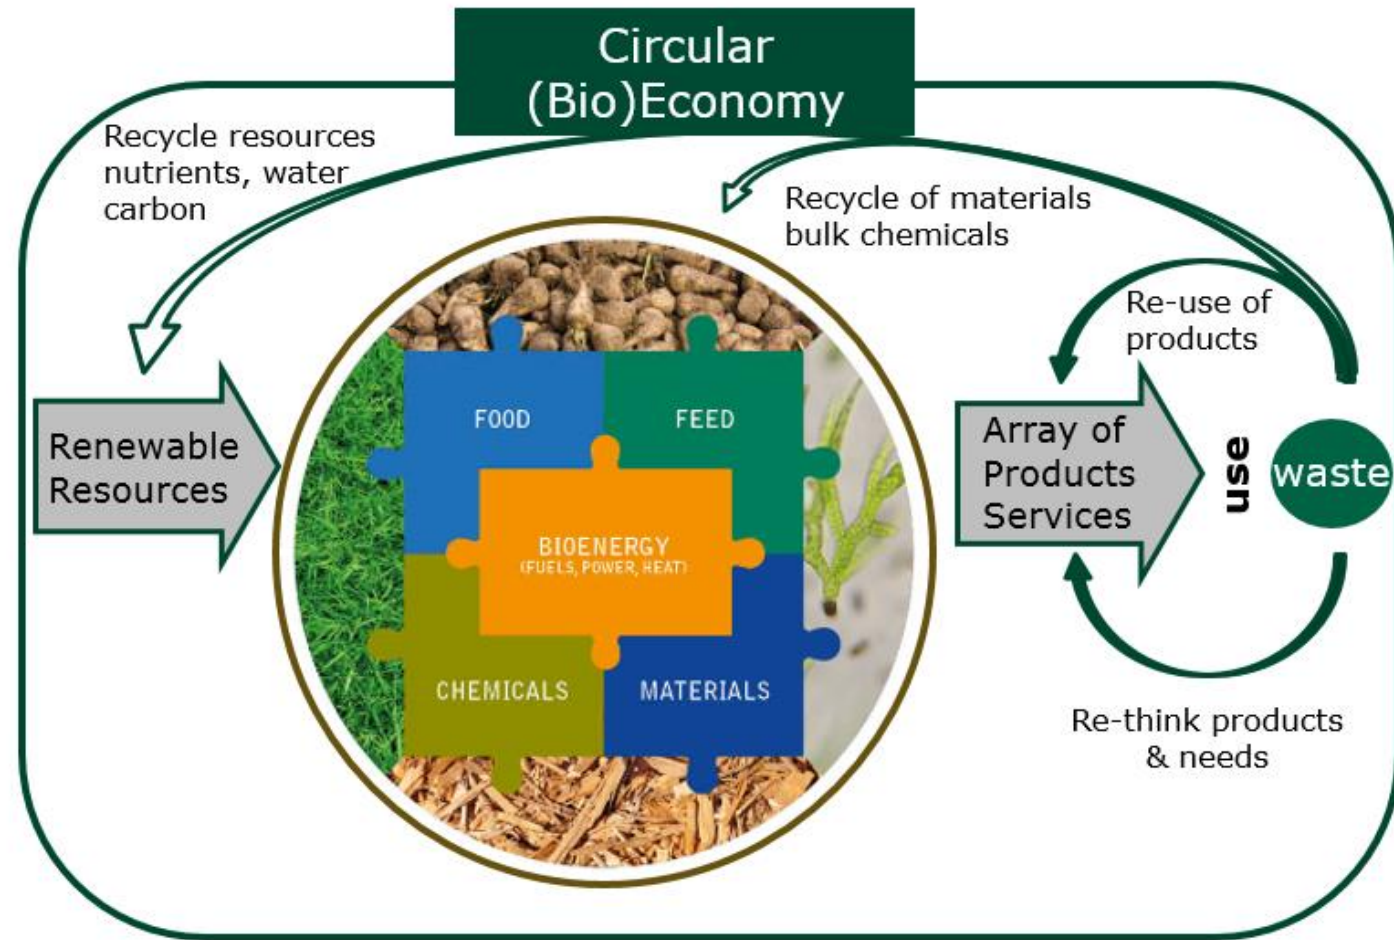 Circular
(Bio)Economy
Recycle resources
nutrients, water
carbon
Recycle of materials
bulk chemicals
Re-use of
products
Renewable
Resources
FOOD
FEED
BIOENERGY
(FUELS, POWER, HEAT)
CHEMICALS
MATERIALS
Array of
Products
Services
use
waste
Re-think products
& needs